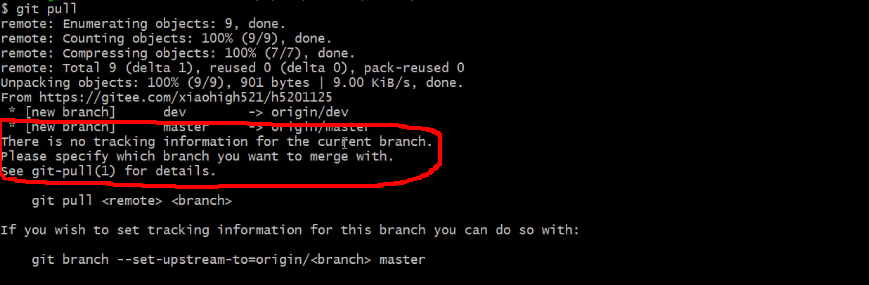 $ git pull
remote: Enumerating objects: 9, done.
remote: Counting objects: 100% (9/9), done.
remote: Compressing objects: 100% (7/7), done.
remote: Total 9 (delta 1), reused 0 (delta 0), pack-reused 0
Unpacking objects: 100% (9/9), 901 bytes | 9.00 KiB/s, done.
From https://gitee.com/xiaohigh521/h5201125
 * [new branch]      dev        -> origin/dev
 * [new branch]      master     -> origin/master
There is no tracking information for the current branch.
Please specify which branch you want to merge with.
See git-pull(1) for details.
    git pull <remote> <branch>
If you wish to set tracking information for this branch you can do so with:
    git branch --set-upstream-to=origin/<branch> master